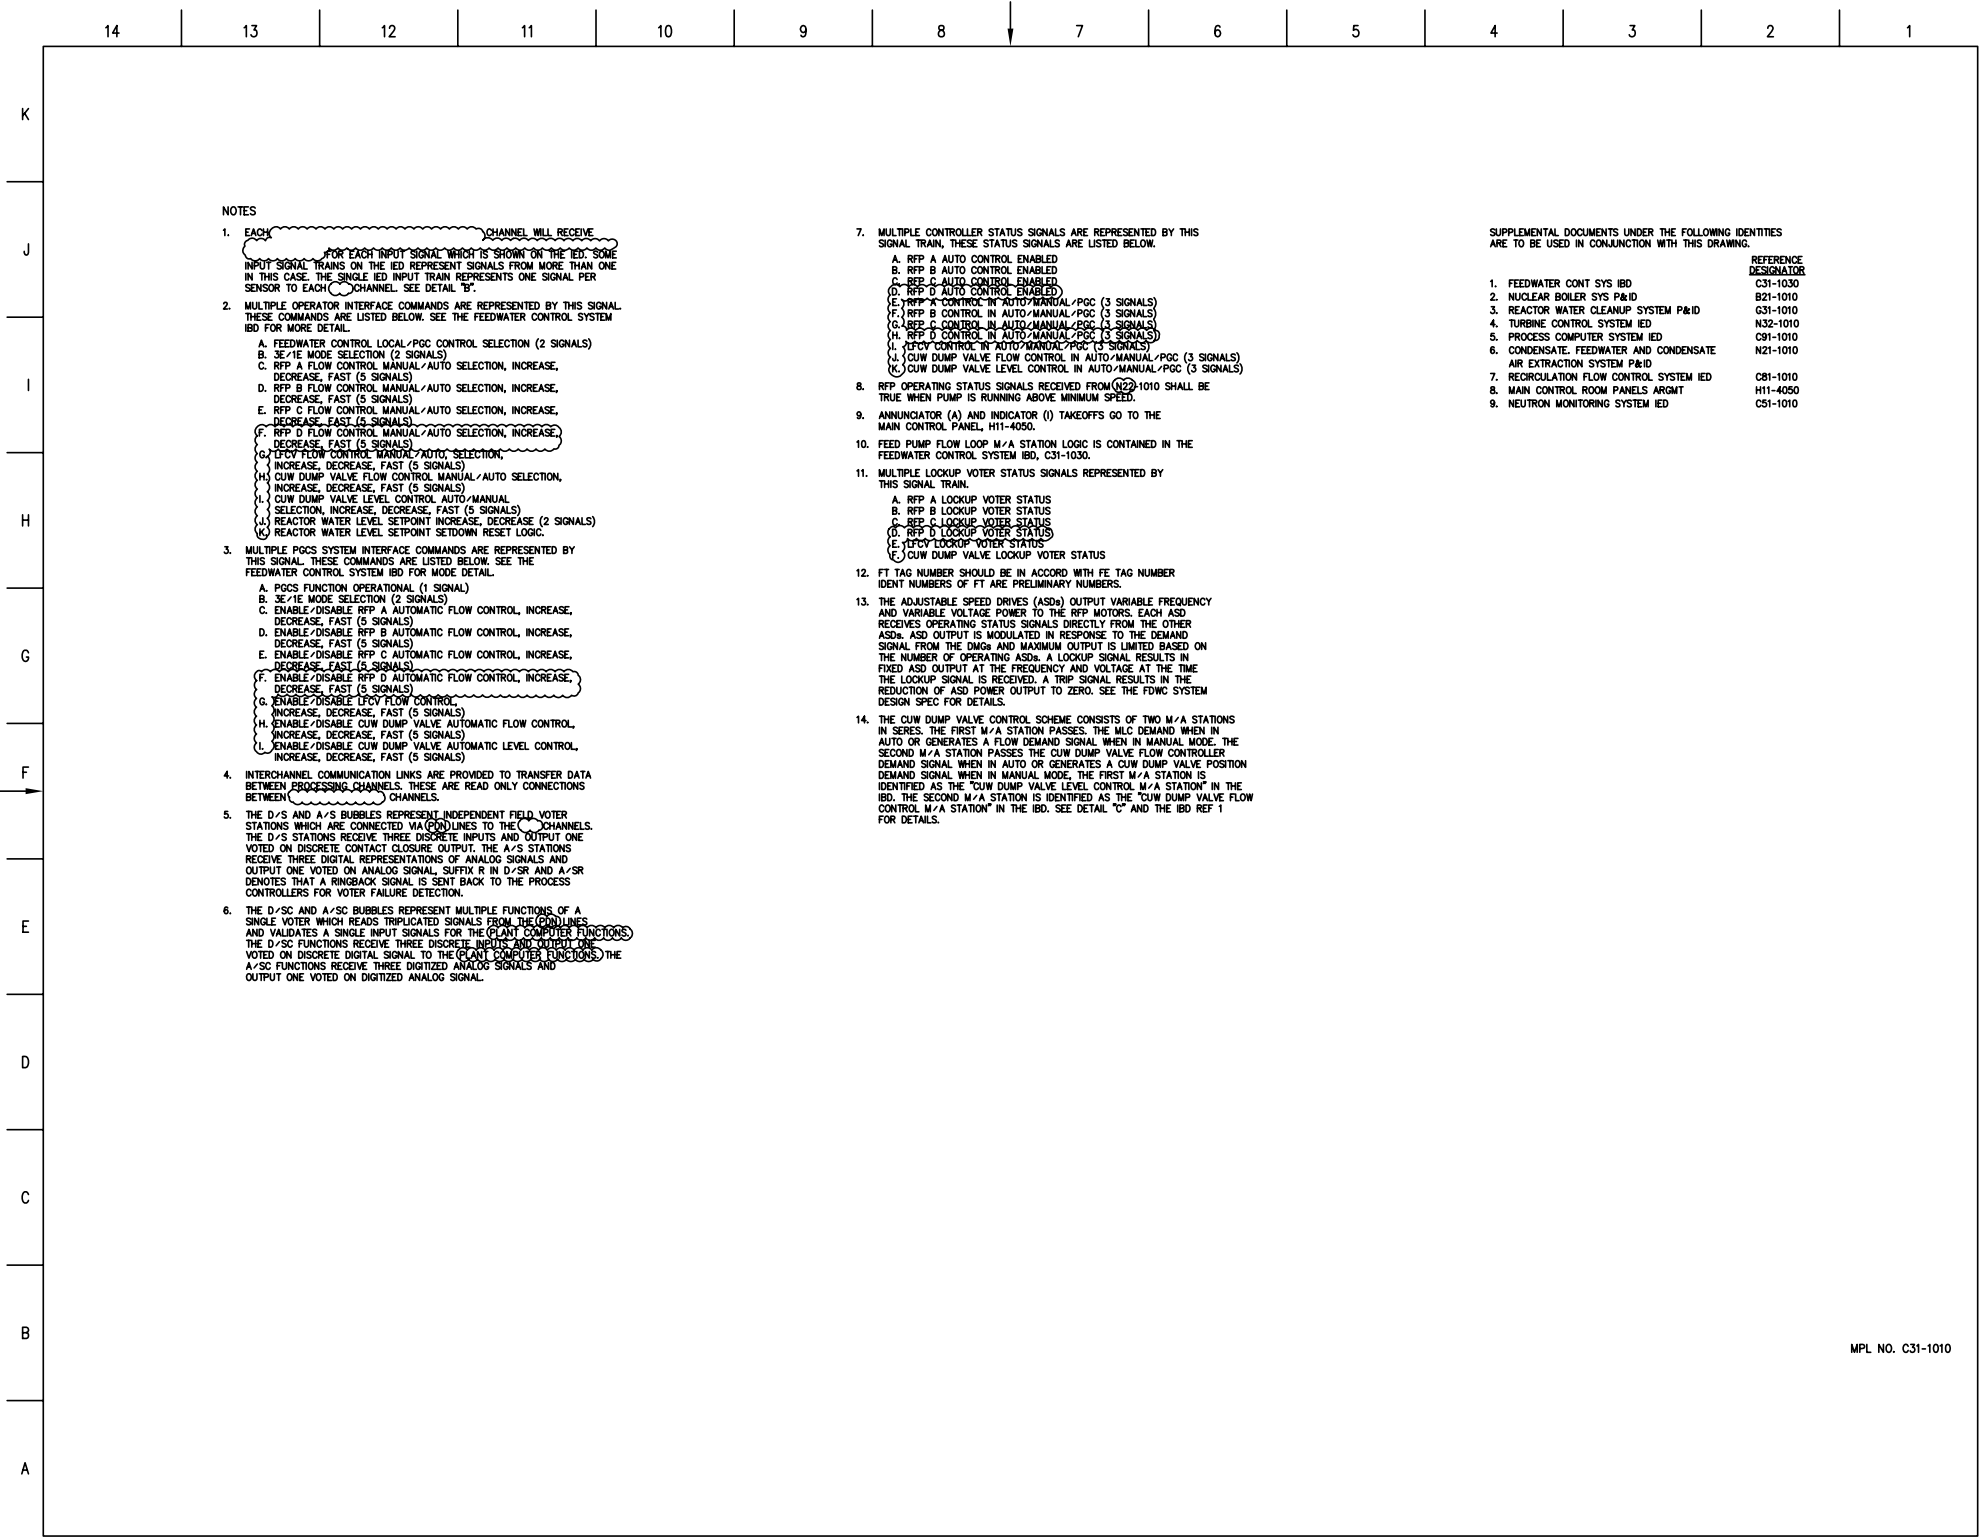 14 13 12 11 10 9 8 7 6 5 4 3 2 1
K
J
I
H
G
F
E
D
C
B
A
NOTES
1. EACH CHANNEL WILL RECEIVE
FOR EACH INPUT SIGNAL WHICH IS SHOWN ON THE IED. SOME
INPUT SIGNAL TRAINS ON THE IED REPRESENT SIGNALS FROM MORE THAN ONE
IN THIS CASE. THE SINGLE IED INPUT TRAIN REPRESENTS ONE SIGNAL PER
SENSOR TO EACH CHANNEL. SEE DETAIL "B".
2. MULTIPLE OPERATOR INTERFACE COMMANDS ARE REPRESENTED BY THIS SIGNAL.
THESE COMMANDS ARE LISTED BELOW. SEE THE FEEDWATER CONTROL SYSTEM
IBD FOR MORE DETAIL.
A. FEEDWATER CONTROL LOCAL/PGC CONTROL SELECTION (2 SIGNALS)
B. 3E/1E MODE SELECTION (2 SIGNALS)
C. RFP A FLOW CONTROL MANUAL/AUTO SELECTION, INCREASE,
DECREASE, FAST (5 SIGNALS)
D. RFP B FLOW CONTROL MANUAL/AUTO SELECTION, INCREASE,
DECREASE, FAST (5 SIGNALS)
E. RFP C FLOW CONTROL MANUAL/AUTO SELECTION, INCREASE,
DECREASE, FAST (5 SIGNALS)
F. RFP D FLOW CONTROL MANUAL/AUTO SELECTION, INCREASE,
DECREASE, FAST (5 SIGNALS)
G. LFCV FLOW CONTROL MANUAL/AUTO, SELECTION,
INCREASE, DECREASE, FAST (5 SIGNALS)
H. CUW DUMP VALVE FLOW CONTROL MANUAL/AUTO SELECTION,
INCREASE, DECREASE, FAST (5 SIGNALS)
I. CUW DUMP VALVE LEVEL CONTROL AUTO/MANUAL
SELECTION, INCREASE, DECREASE, FAST (5 SIGNALS)
J. REACTOR WATER LEVEL SETPOINT INCREASE, DECREASE (2 SIGNALS)
K. REACTOR WATER LEVEL SETPOINT SETDOWN RESET LOGIC.
3. MULTIPLE PGCS SYSTEM INTERFACE COMMANDS ARE REPRESENTED BY
THIS SIGNAL. THESE COMMANDS ARE LISTED BELOW. SEE THE
FEEDWATER CONTROL SYSTEM IBD FOR MODE DETAIL.
A. PGCS FUNCTION OPERATIONAL (1 SIGNAL)
B. 3E/1E MODE SELECTION (2 SIGNALS)
C. ENABLE/DISABLE RFP A AUTOMATIC FLOW CONTROL, INCREASE,
DECREASE, FAST (5 SIGNALS)
D. ENABLE/DISABLE RFP B AUTOMATIC FLOW CONTROL, INCREASE,
DECREASE, FAST (5 SIGNALS)
E. ENABLE/DISABLE RFP C AUTOMATIC FLOW CONTROL, INCREASE,
DECREASE, FAST (5 SIGNALS)
F. ENABLE/DISABLE RFP D AUTOMATIC FLOW CONTROL, INCREASE,
DECREASE, FAST (5 SIGNALS)
G. ENABLE/DISABLE LFCV FLOW CONTROL,
INCREASE, DECREASE, FAST (5 SIGNALS)
H. ENABLE/DISABLE CUW DUMP VALVE AUTOMATIC FLOW CONTROL,
INCREASE, DECREASE, FAST (5 SIGNALS)
I. ENABLE/DISABLE CUW DUMP VALVE AUTOMATIC LEVEL CONTROL,
INCREASE, DECREASE, FAST (5 SIGNALS)
4. INTERCHANNEL COMMUNICATION LINKS ARE PROVIDED TO TRANSFER DATA
BETWEEN PROCESSING CHANNELS. THESE ARE READ ONLY CONNECTIONS
BETWEEN CHANNELS.
5. THE D/S AND A/S BUBBLES REPRESENT INDEPENDENT FIELD VOTER
STATIONS WHICH ARE CONNECTED VIA PDN LINES TO THE CHANNELS.
THE D/S STATIONS RECEIVE THREE DISCRETE INPUTS AND OUTPUT ONE
VOTED ON DISCRETE CONTACT CLOSURE OUTPUT. THE A/S STATIONS
RECEIVE THREE DIGITAL REPRESENTATIONS OF ANALOG SIGNALS AND
OUTPUT ONE VOTED ON ANALOG SIGNAL, SUFFIX R IN D/SR AND A/SR
DENOTES THAT A RINGBACK SIGNAL IS SENT BACK TO THE PROCESS
CONTROLLERS FOR VOTER FAILURE DETECTION.
6. THE D/SC AND A/SC BUBBLES REPRESENT MULTIPLE FUNCTIONS OF A
SINGLE VOTER WHICH READS TRIPLICATED SIGNALS FROM THE PDN LINES
AND VALIDATES A SINGLE INPUT SIGNALS FOR THE PLANT COMPUTER FUNCTIONS.
THE D/SC FUNCTIONS RECEIVE THREE DISCRETE INPUTS AND OUTPUT ONE
VOTED ON DISCRETE DIGITAL SIGNAL TO THE PLANT COMPUTER FUNCTIONS. THE
A/SC FUNCTIONS RECEIVE THREE DIGITIZED ANALOG SIGNALS AND
OUTPUT ONE VOTED ON DIGITIZED ANALOG SIGNAL.
7. MULTIPLE CONTROLLER STATUS SIGNALS ARE REPRESENTED BY THIS
SIGNAL TRAIN, THESE STATUS SIGNALS ARE LISTED BELOW.
A. RFP A AUTO CONTROL ENABLED
B. RFP B AUTO CONTROL ENABLED
C. RFP C AUTO CONTROL ENABLED
D. RFP D AUTO CONTROL ENABLED
E. RFP A CONTROL IN AUTO/MANUAL/PGC (3 SIGNALS)
F. RFP B CONTROL IN AUTO/MANUAL/PGC (3 SIGNALS)
G. RFP C CONTROL IN AUTO/MANUAL/PGC (3 SIGNALS)
H. RFP D CONTROL IN AUTO/MANUAL/PGC (3 SIGNALS)
I. LFCV CONTROL IN AUTO/MANUAL/PGC (3 SIGNALS)
J. CUW DUMP VALVE FLOW CONTROL IN AUTO/MANUAL/PGC (3 SIGNALS)
K. CUW DUMP VALVE LEVEL CONTROL IN AUTO/MANUAL/PGC (3 SIGNALS)
8. RFP OPERATING STATUS SIGNALS RECEIVED FROM N22-1010 SHALL BE
TRUE WHEN PUMP IS RUNNING ABOVE MINIMUM SPEED.
9. ANNUNCIATOR (A) AND INDICATOR (I) TAKEOFFS GO TO THE
MAIN CONTROL PANEL, H11-4050.
10. FEED PUMP FLOW LOOP M/A STATION LOGIC IS CONTAINED IN THE
FEEDWATER CONTROL SYSTEM IBD, C31-1030.
11. MULTIPLE LOCKUP VOTER STATUS SIGNALS REPRESENTED BY
THIS SIGNAL TRAIN.
A. RFP A LOCKUP VOTER STATUS
B. RFP B LOCKUP VOTER STATUS
C. RFP C LOCKUP VOTER STATUS
D. RFP D LOCKUP VOTER STATUS
E. LFCV LOCKUP VOTER STATUS
F. CUW DUMP VALVE LOCKUP VOTER STATUS
12. FT TAG NUMBER SHOULD BE IN ACCORD WITH FE TAG NUMBER
IDENT NUMBERS OF FT ARE PRELIMINARY NUMBERS.
13. THE ADJUSTABLE SPEED DRIVES (ASDs) OUTPUT VARIABLE FREQUENCY
AND VARIABLE VOLTAGE POWER TO THE RFP MOTORS. EACH ASD
RECEIVES OPERATING STATUS SIGNALS DIRECTLY FROM THE OTHER
ASDs. ASD OUTPUT IS MODULATED IN RESPONSE TO THE DEMAND
SIGNAL FROM THE DMGs AND MAXIMUM OUTPUT IS LIMITED BASED ON
THE NUMBER OF OPERATING ASDs. A LOCKUP SIGNAL RESULTS IN
FIXED ASD OUTPUT AT THE FREQUENCY AND VOLTAGE AT THE TIME
THE LOCKUP SIGNAL IS RECEIVED. A TRIP SIGNAL RESULTS IN THE
REDUCTION OF ASD POWER OUTPUT TO ZERO. SEE THE FDWC SYSTEM
DESIGN SPEC FOR DETAILS.
14. THE CUW DUMP VALVE CONTROL SCHEME CONSISTS OF TWO M/A STATIONS
IN SERES. THE FIRST M/A STATION PASSES. THE MLC DEMAND WHEN IN
AUTO OR GENERATES A FLOW DEMAND SIGNAL WHEN IN MANUAL MODE. THE
SECOND M/A STATION PASSES THE CUW DUMP VALVE FLOW CONTROLLER
DEMAND SIGNAL WHEN IN AUTO OR GENERATES A CUW DUMP VALVE POSITION
DEMAND SIGNAL WHEN IN MANUAL MODE, THE FIRST M/A STATION IS
IDENTIFIED AS THE "CUW DUMP VALVE LEVEL CONTROL M/A STATION" IN THE
IBD. THE SECOND M/A STATION IS IDENTIFIED AS THE "CUW DUMP VALVE FLOW
CONTROL M/A STATION" IN THE IBD. SEE DETAIL "C" AND THE IBD REF 1
FOR DETAILS.
SUPPLEMENTAL DOCUMENTS UNDER THE FOLLOWING IDENTITIES
ARE TO BE USED IN CONJUNCTION WITH THIS DRAWING.
REFERENCE
DESIGNATOR
1. FEEDWATER CONT SYS IBD C31-1030
2. NUCLEAR BOILER SYS P&ID B21-1010
3. REACTOR WATER CLEANUP SYSTEM P&ID G31-1010
4. TURBINE CONTROL SYSTEM IED N32-1010
5. PROCESS COMPUTER SYSTEM IED C91-1010
6. CONDENSATE. FEEDWATER AND CONDENSATE N21-1010
AIR EXTRACTION SYSTEM P&ID
7. RECIRCULATION FLOW CONTROL SYSTEM IED C81-1010
8. MAIN CONTROL ROOM PANELS ARGMT H11-4050
9. NEUTRON MONITORING SYSTEM IED C51-1010
MPL NO. C31-1010